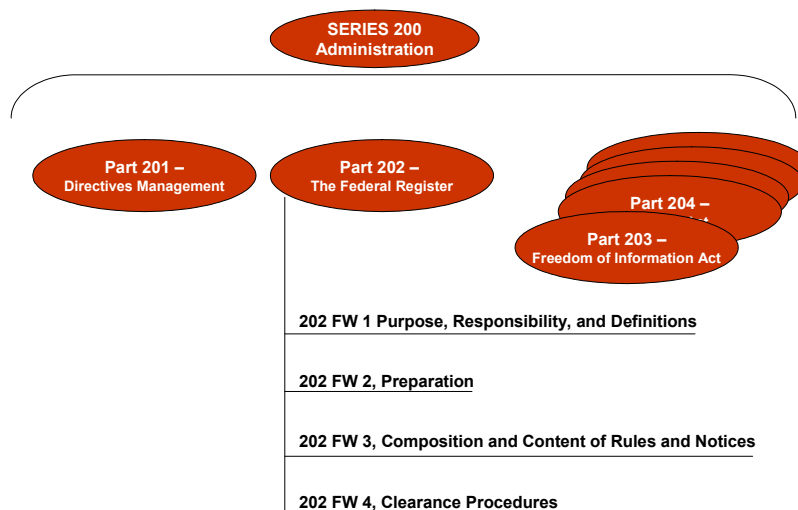 SERIES 200
Administration
Part 201 –
Directives Management
Part 202 –
The Federal Register
Part 204 –
Part 203 –
Freedom of Information Act
202 FW 1 Purpose, Responsibility, and Definitions
202 FW 2, Preparation
202 FW 3, Composition and Content of Rules and Notices
202 FW 4, Clearance Procedures